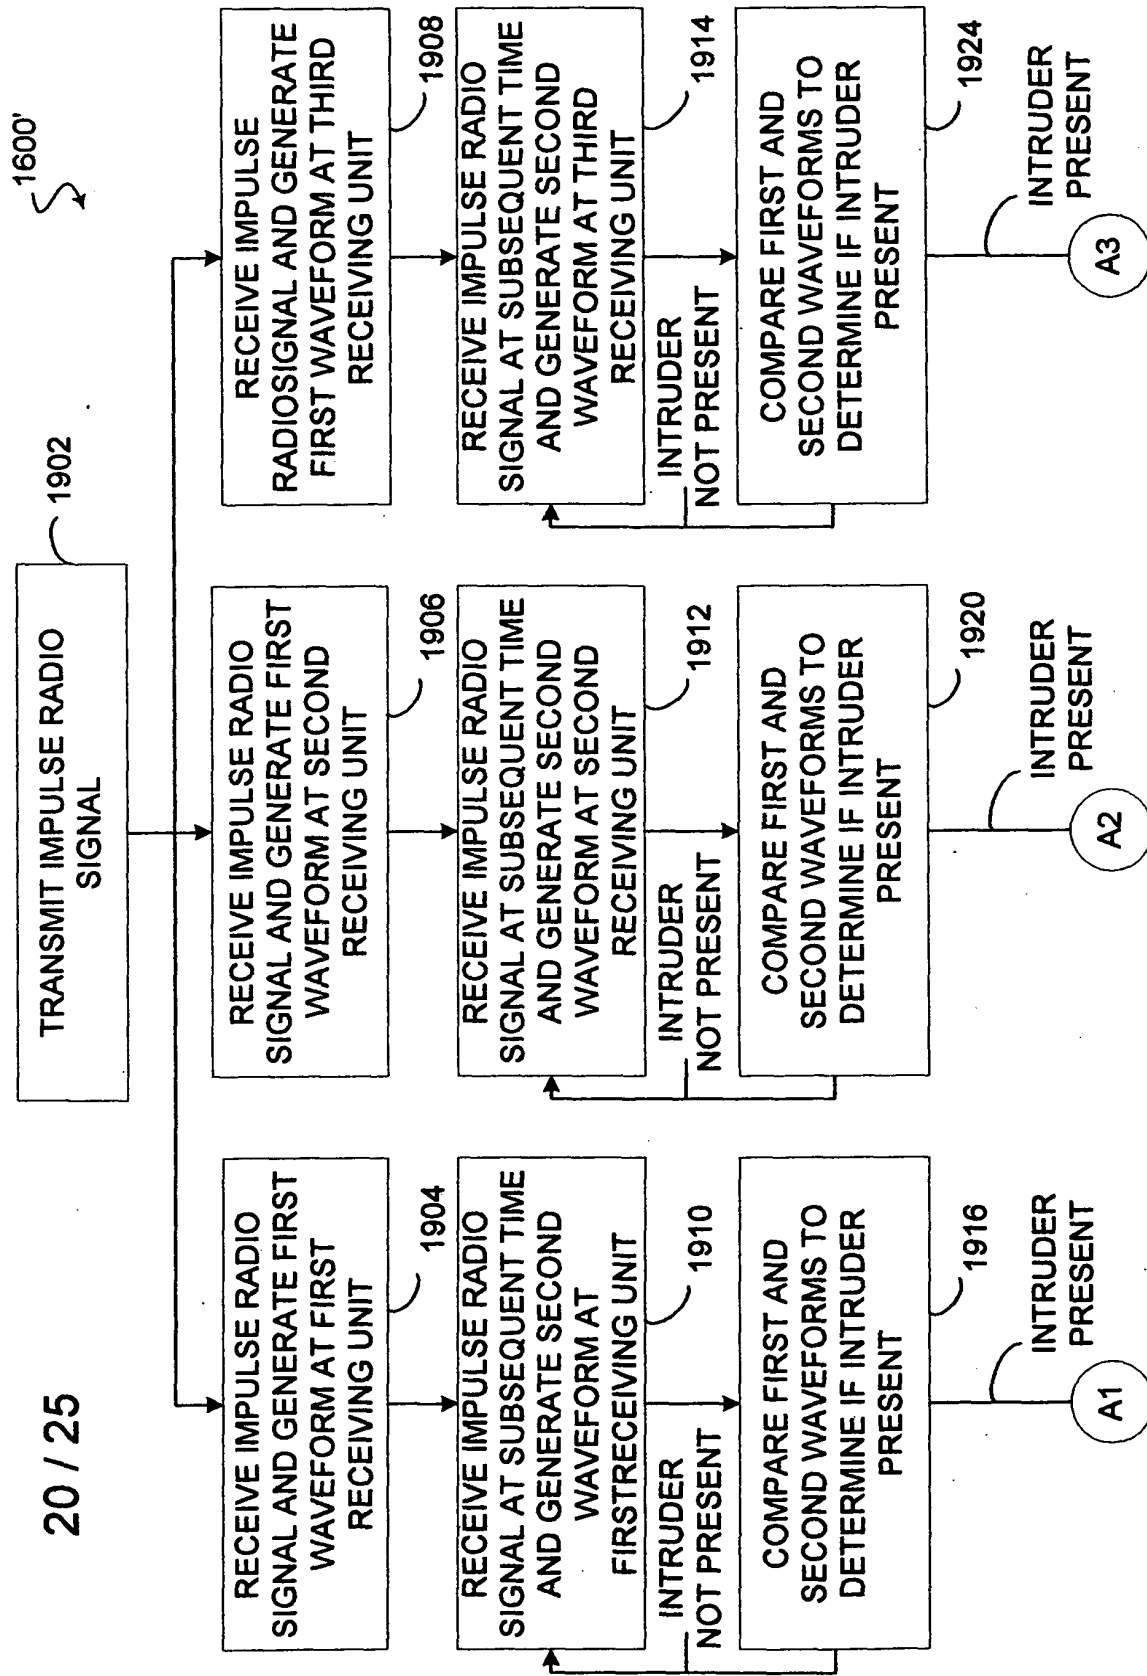 20 / 25
1600'
TRANSMIT IMPULSE RADIO
SIGNAL
1902
RECEIVE IMPULSE RADIO
SIGNAL AND GENERATE FIRST
WAVEFORM AT FIRST
RECEIVING UNIT
1904
RECEIVE IMPULSE RADIO
SIGNAL AND GENERATE FIRST
WAVEFORM AT SECOND
RECEIVING UNIT
1906
RECEIVE IMPULSE
RADIOSIGNAL AND GENERATE
FIRST WAVEFORM AT THIRD
RECEIVING UNIT
1908
RECEIVE IMPULSE RADIO
SIGNAL AT SUBSEQUENT TIME
AND GENERATE SECOND
WAVEFORM AT
FIRSTRECEIVING UNIT
1910
RECEIVE IMPULSE RADIO
SIGNAL AT SUBSEQUENT TIME
AND GENERATE SECOND
WAVEFORM AT SECOND
RECEIVING UNIT
1912
RECEIVE IMPULSE RADIO
SIGNAL AT SUBSEQUENT TIME
AND GENERATE SECOND
WAVEFORM AT THIRD
RECEIVING UNIT
1914
INTRUDER
NOT PRESENT
INTRUDER
NOT PRESENT
INTRUDER
NOT PRESENT
COMPARE FIRST AND
SECOND WAVEFORMS TO
DETERMINE IF INTRUDER
PRESENT
1916
COMPARE FIRST AND
SECOND WAVEFORMS TO
DETERMINE IF INTRUDER
PRESENT
1920
COMPARE FIRST AND
SECOND WAVEFORMS TO
DETERMINE IF INTRUDER
PRESENT
1924
INTRUDER
PRESENT
INTRUDER
PRESENT
INTRUDER
PRESENT
A1
A2
A3